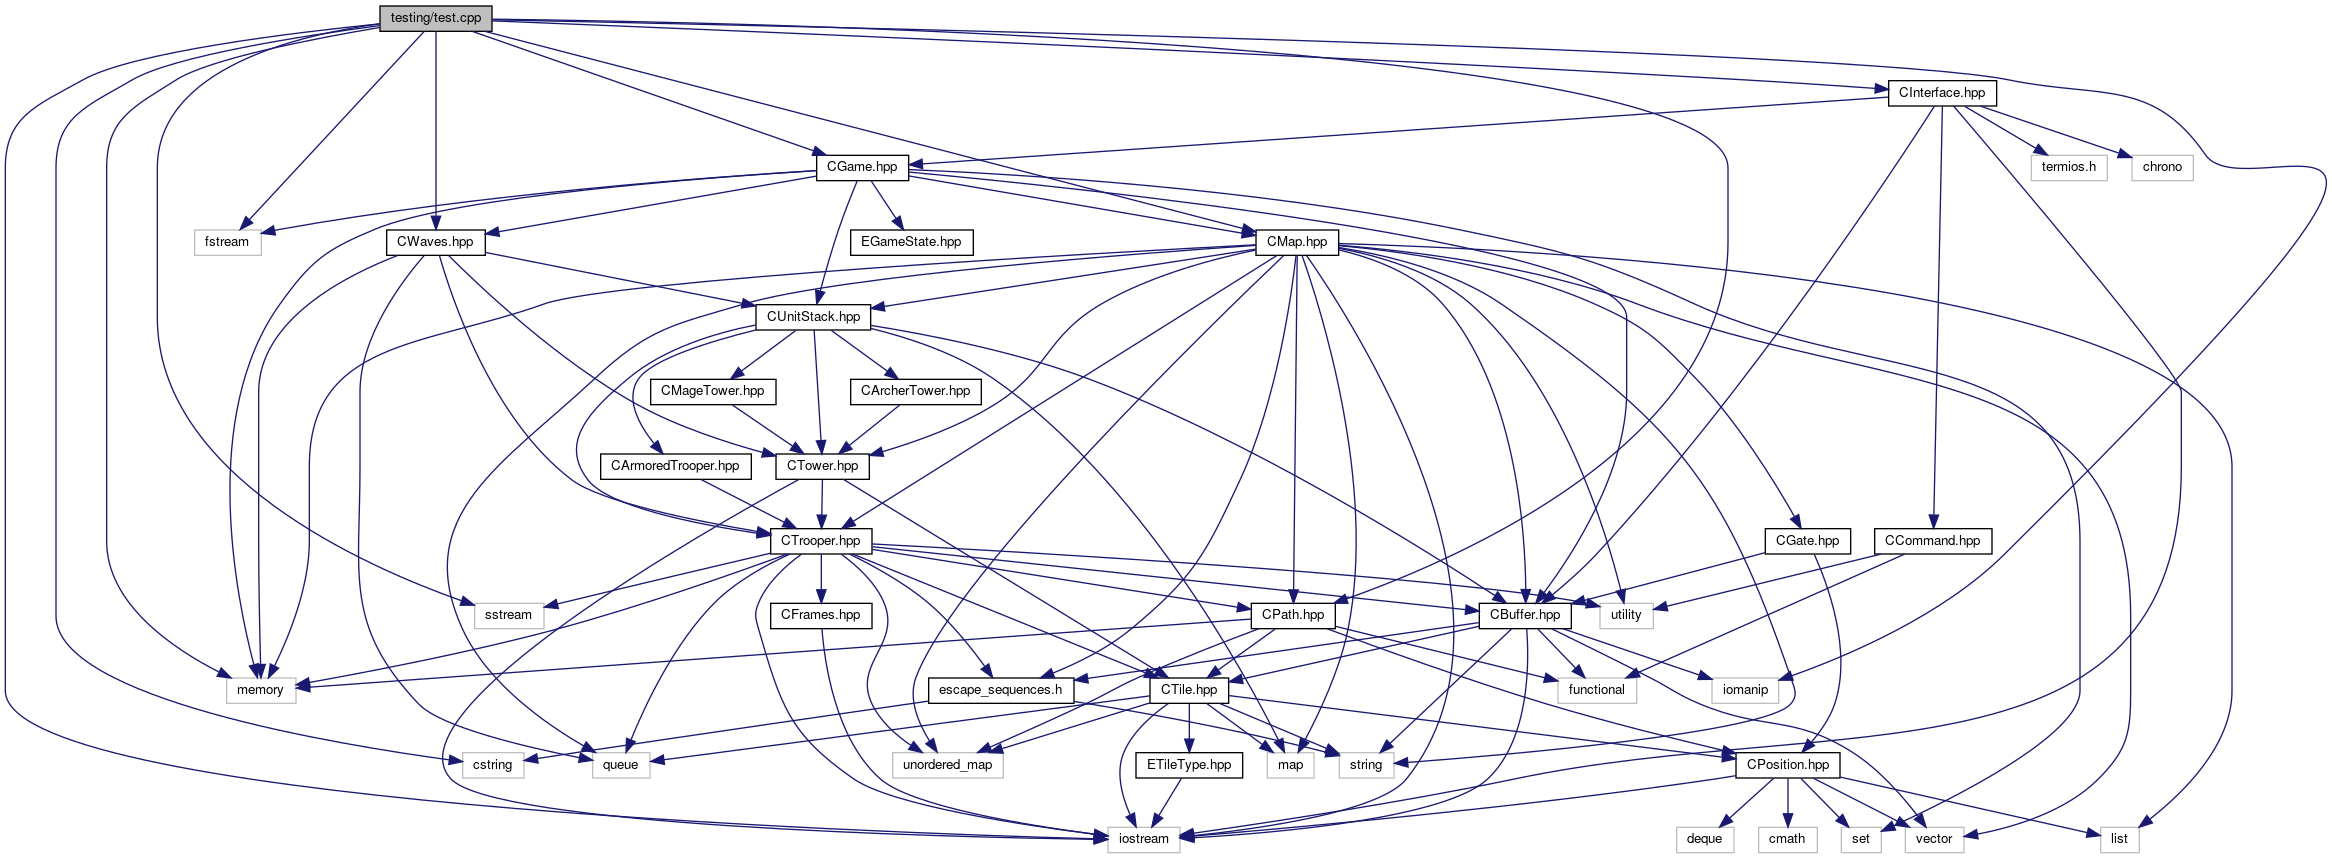 testing/test.cpp
CInterface.hpp
CGame.hpp
termios.h
chrono
fstream
CWaves.hpp
EGameState.hpp
CMap.hpp
CUnitStack.hpp
CMageTower.hpp
CArcherTower.hpp
CArmoredTrooper.hpp
CTower.hpp
CTrooper.hpp
CGate.hpp
CCommand.hpp
sstream
CFrames.hpp
CPath.hpp
CBuffer.hpp
utility
memory
escape_sequences.h
CTile.hpp
functional
iomanip
cstring
queue
unordered_map
ETileType.hpp
map
string
CPosition.hpp
iostream
deque
cmath
set
vector
list